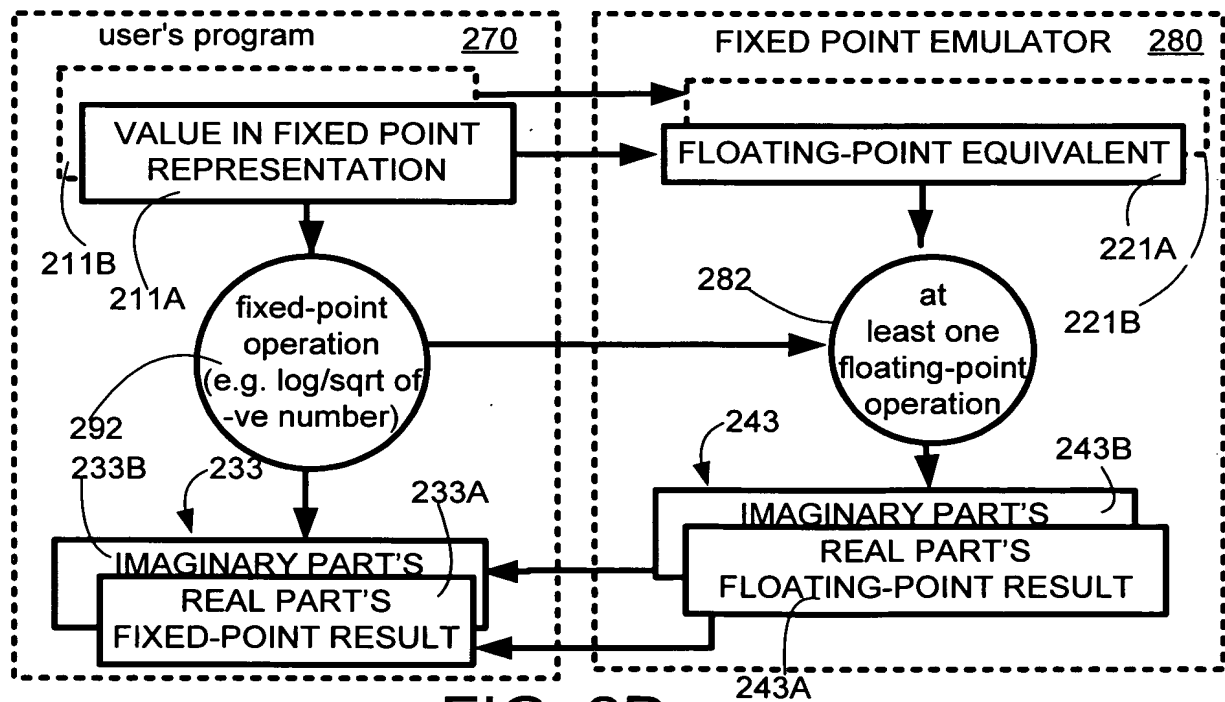 user's program 270
VALUE IN FIXED POINT
REPRESENTATION
211B
211A
fixed-point
operation
(e.g. log/sqrt of
-ve number)
292
233B
233
233A
IMAGINARY PART'S
REAL PART'S
FIXED-POINT RESULT
FIXED POINT EMULATOR 280
FLOATING-POINT EQUIVALENT
221A
221B
282
at
least one
floating-point
operation
243
243B
IMAGINARY PART'S
REAL PART'S
FLOATING-POINT RESULT
243A